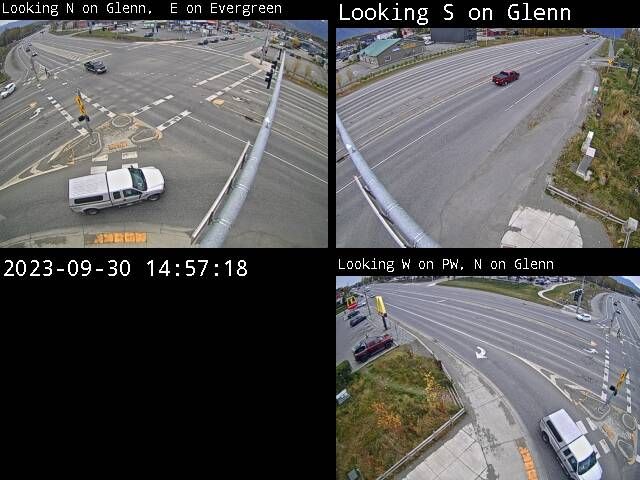 Looking N on Glenn,  E on Evergreen
Looking S on Glenn
2023-09-30 14:57:18
Looking W on PW, N on Glenn